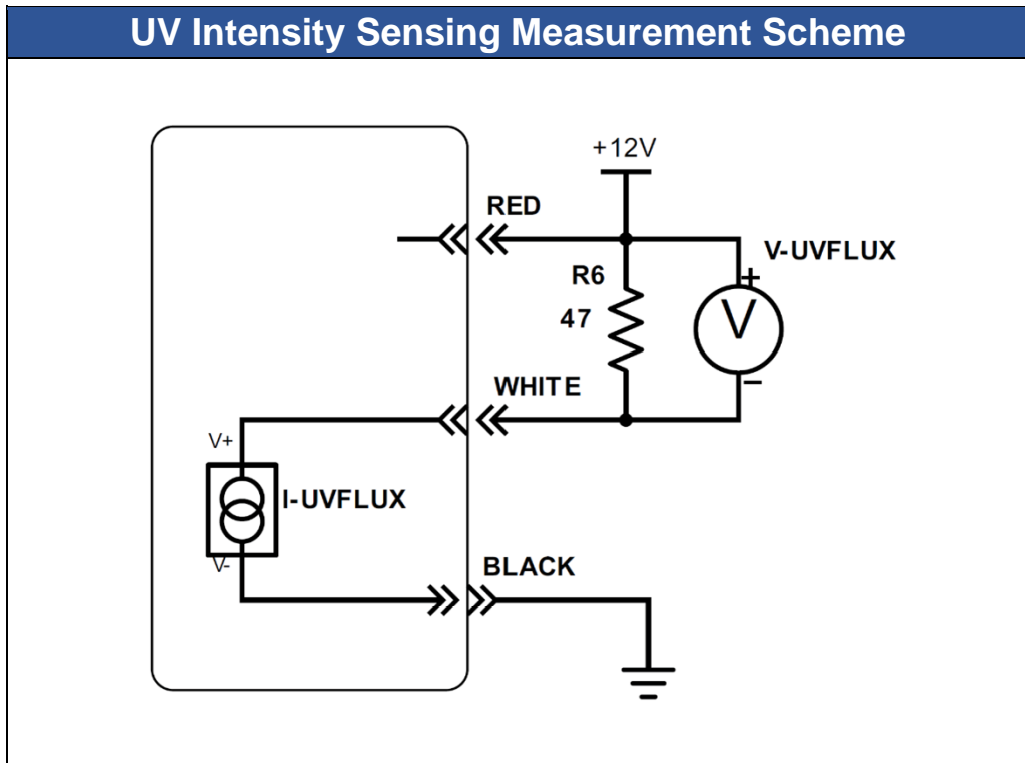 UV Intensity Sensing Measurement Scheme
+12V
RED
V-UVFLUX
R6
+
47
V
WHITE
−
V+
I-UVFLUX
V-
BLACK